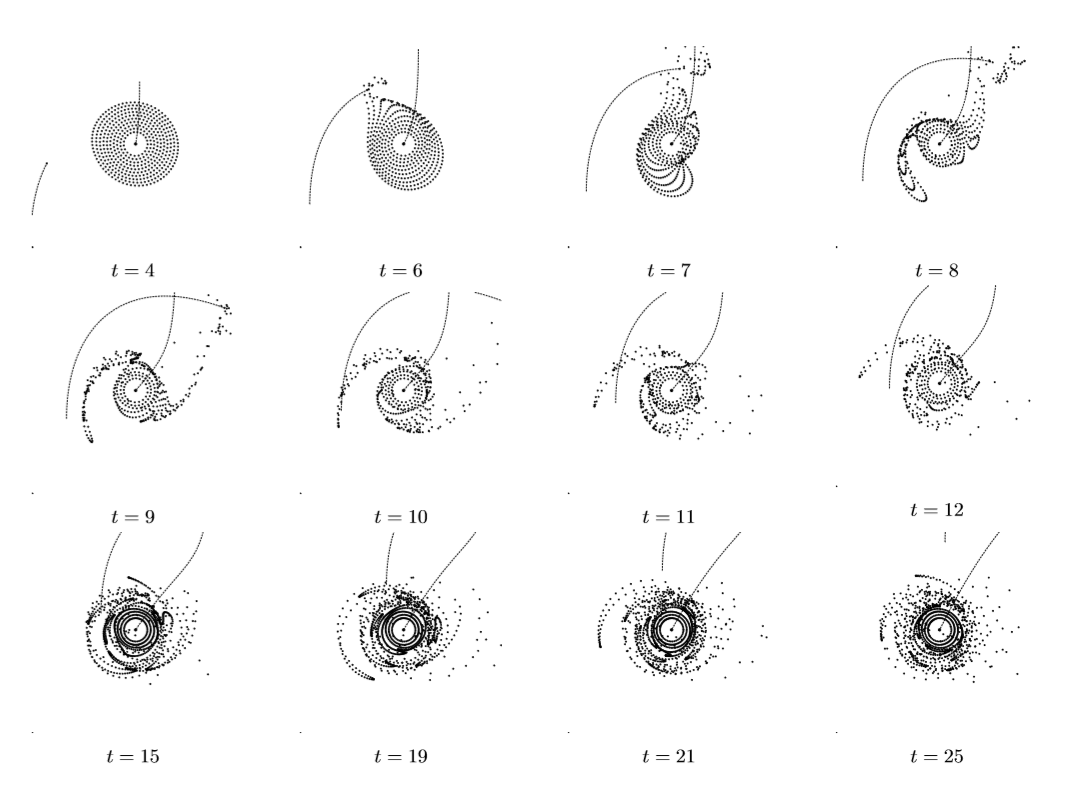 t = 4 t = 6 t = 7 t = 8
t = 9 t = 10 t = 11 t = 12
t = 15 t = 19 t = 21 t = 25